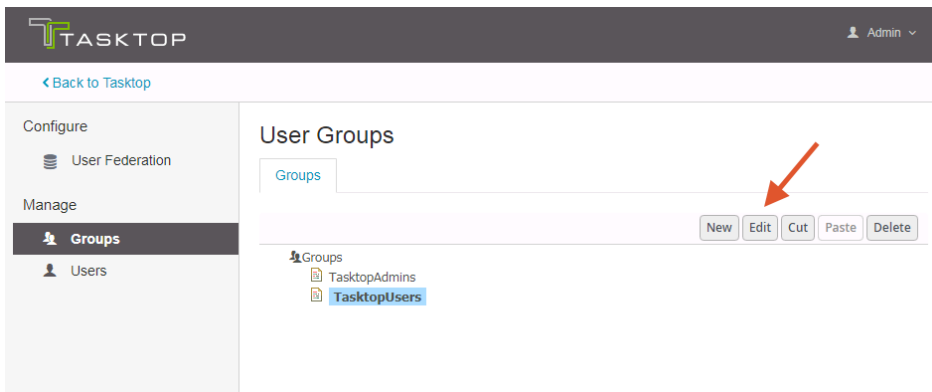 TASKTOP
Admin
Back to Tasktop
Configure
User Federation
Manage
Groups
Users
User Groups
Groups
New Edit Cut Paste Delete
Groups
TasktopAdmins
TasktopUsers